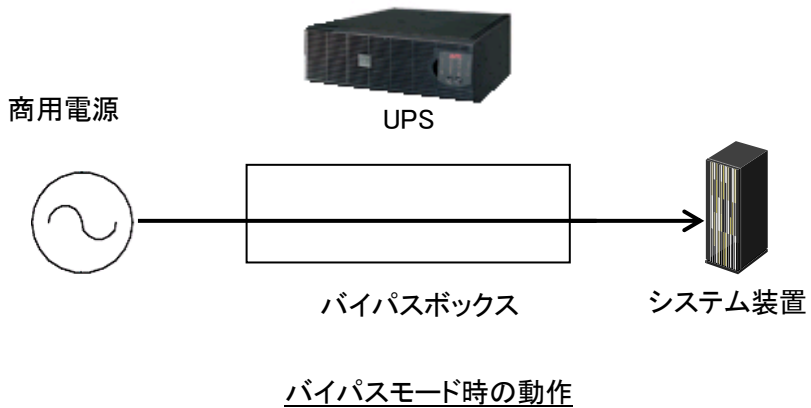 UPS
商用電源
バイパスボックス
システム装置
バイパスモード時の動作